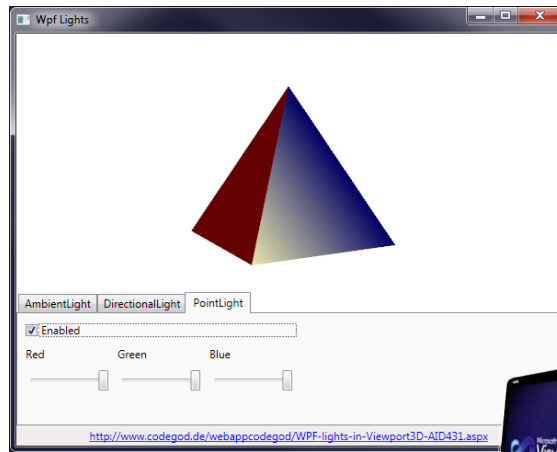 Wpf Lights
AmbientLight DirectionalLight PointLight
Enabled
Red Green Blue
http://www.codegod.de/webappcodegod/WPF-lights-in-Viewport3D-AID431.aspx
Microsoft